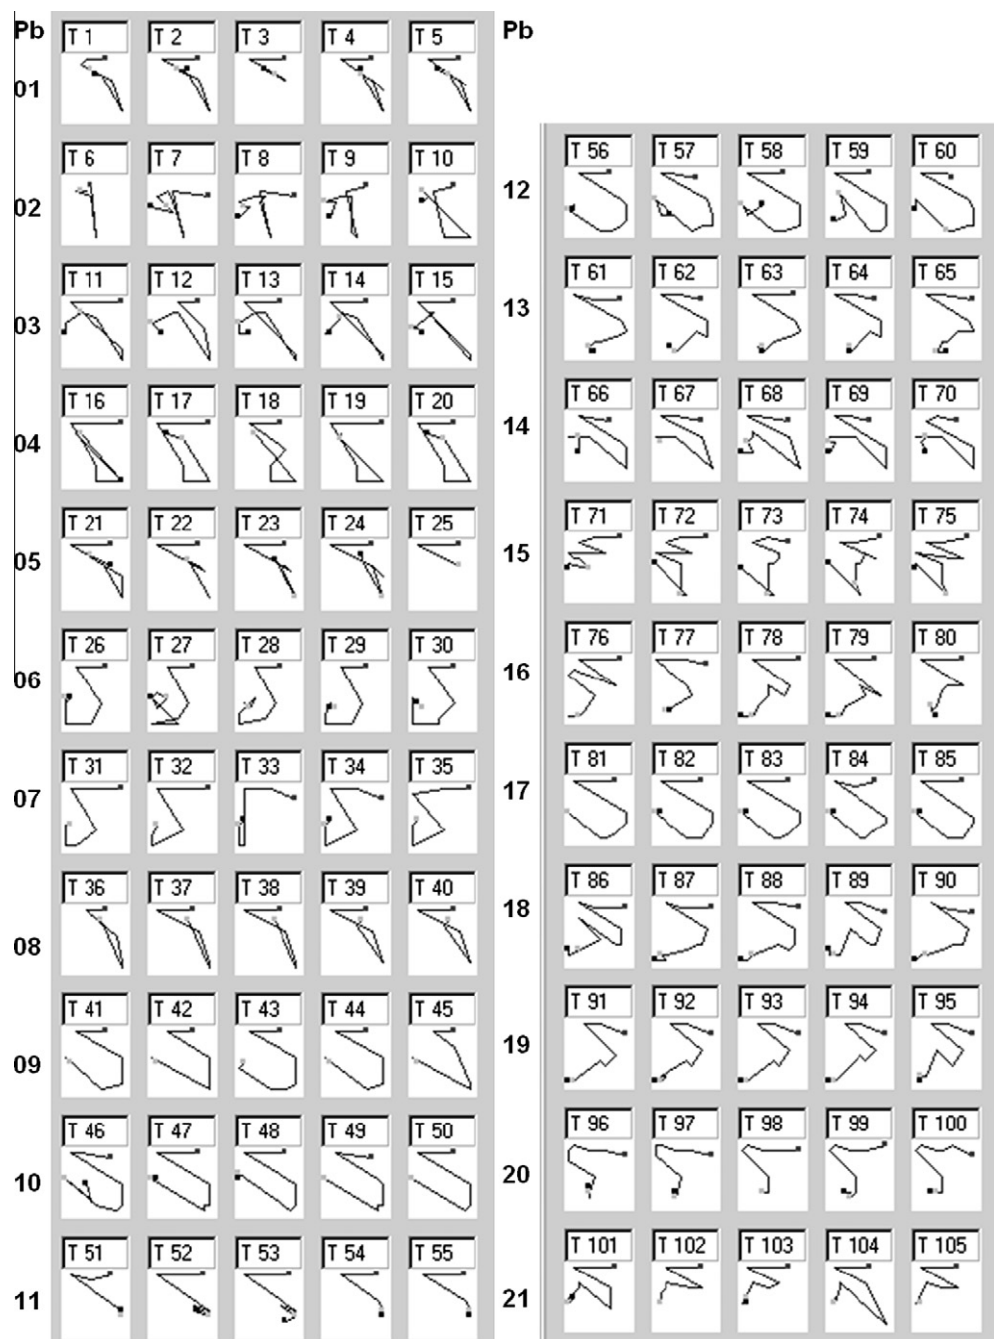 Pb
T 1 T 2 T 3 T 4 T 5
01
T 6 T 7 T 8 T 9 T 10
02
T 11 T 12 T 13 T 14 T 15
03
T 16 T 17 T 18 T 19 T 20
04
T 21 T 22 T 23 T 24 T 25
05
T 26 T 27 T 28 T 29 T 30
06
T 31 T 32 T 33 T 34 T 35
07
T 36 T 37 T 38 T 39 T 40
08
T 41 T 42 T 43 T 44 T 45
09
T 46 T 47 T 48 T 49 T 50
10
T 51 T 52 T 53 T 54 T 55
11
Pb
T 56 T 57 T 58 T 59 T 60
12
T 61 T 62 T 63 T 64 T 65
13
T 66 T 67 T 68 T 69 T 70
14
T 71 T 72 T 73 T 74 T 75
15
T 76 T 77 T 78 T 79 T 80
16
T 81 T 82 T 83 T 84 T 85
17
T 86 T 87 T 88 T 89 T 90
18
T 91 T 92 T 93 T 94 T 95
19
T 96 T 97 T 98 T 99 T 100
20
T 101 T 102 T 103 T 104 T 105
21